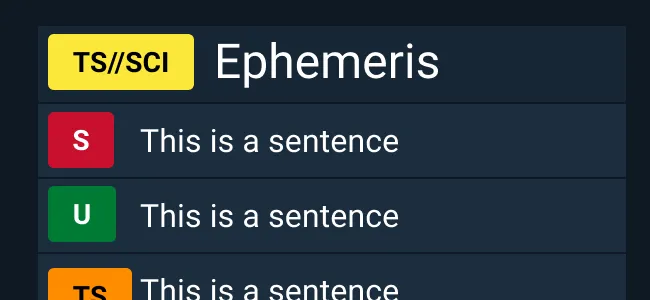 TS//SCI Ephemeris
S This is a sentence
U This is a sentence
TS This is a sentence